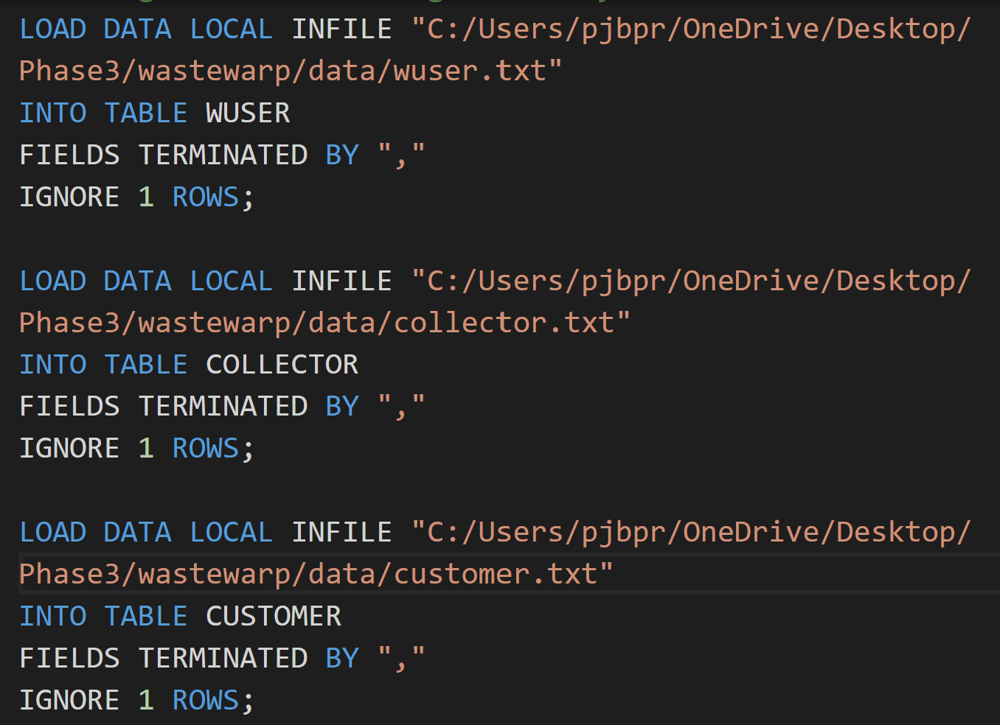 LOAD DATA LOCAL INFILE "C:/Users/pjbpr/OneDrive/Desktop/
Phase3/wastewarp/data/wuser.txt"
INTO TABLE WUSER
FIELDS TERMINATED BY ","
IGNORE 1 ROWS;
LOAD DATA LOCAL INFILE "C:/Users/pjbpr/OneDrive/Desktop/
Phase3/wastewarp/data/collector.txt"
INTO TABLE COLLECTOR
FIELDS TERMINATED BY ","
IGNORE 1 ROWS;
LOAD DATA LOCAL INFILE "C:/Users/pjbpr/OneDrive/Desktop/
Phase3/wastewarp/data/customer.txt"
INTO TABLE CUSTOMER
FIELDS TERMINATED BY ","
IGNORE 1 ROWS;